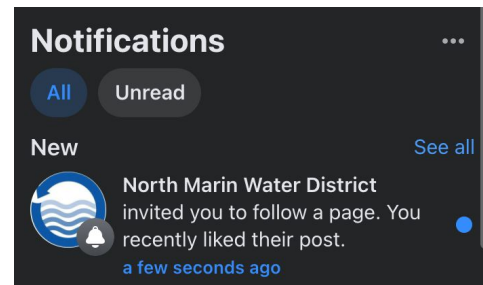 Notifications
All
Unread
New
See all
North Marin Water District
invited you to follow a page. You
recently liked their post.
a few seconds ago